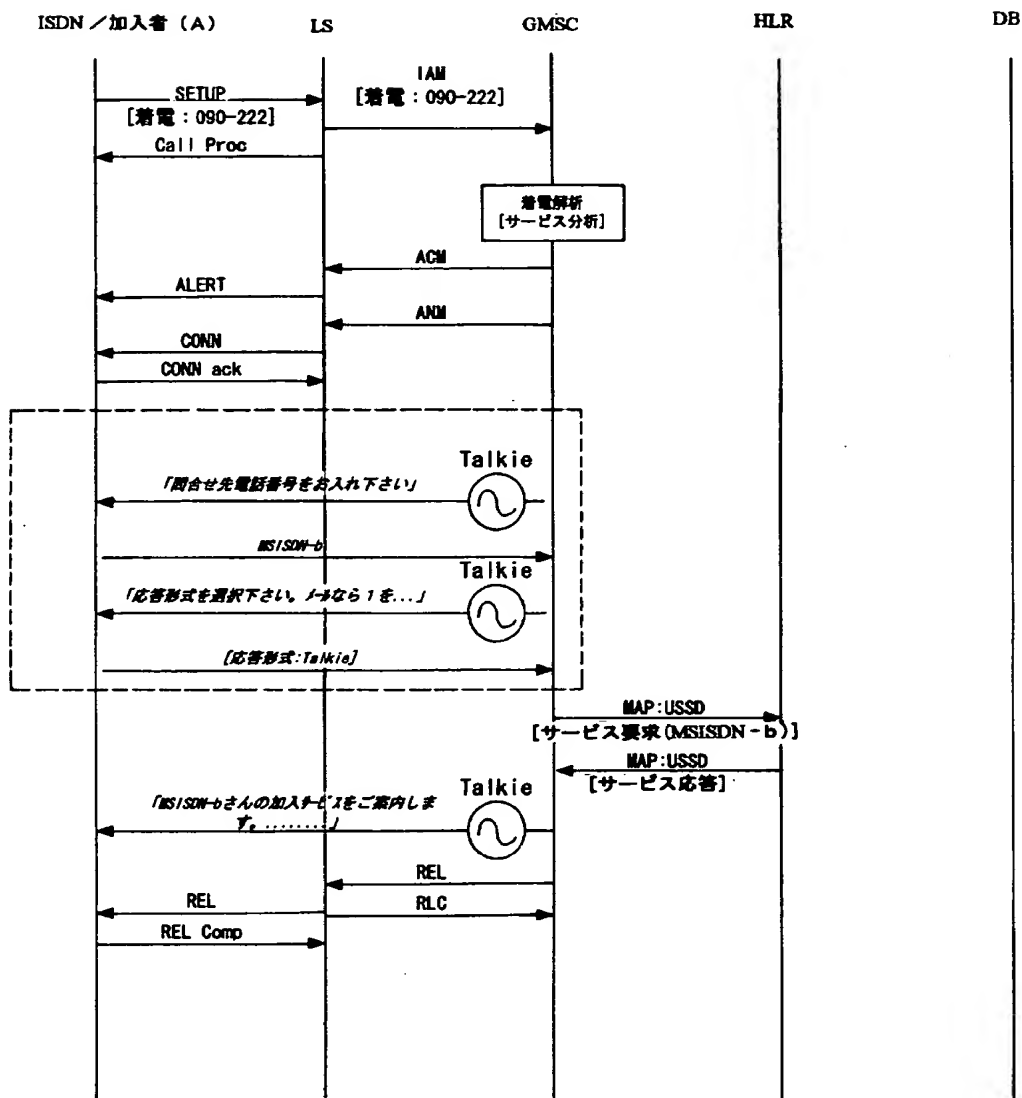 ISDN／加入者（A）
LS
GMSC
HLR
DB
IAM
[着電：090-222]
SETUP
[着電：090-222]
Call Proc
着電解析
[サービス分析]
ACM
ALERT
ANM
CONN
CONN ack
Talkie
「問合せ先電話番号をお入れ下さい」
MSISDN-b
Talkie
「応答形式を選択下さい。メールなら１を...」
[応答形式:Talkie]
MAP:USSD
[サービス要求(MSISDN-b)]
MAP:USSD
[サービス応答]
Talkie
「MSISDN-bさんの加入サービスをご案内しま
す。........」
REL
REL
RLC
REL Comp